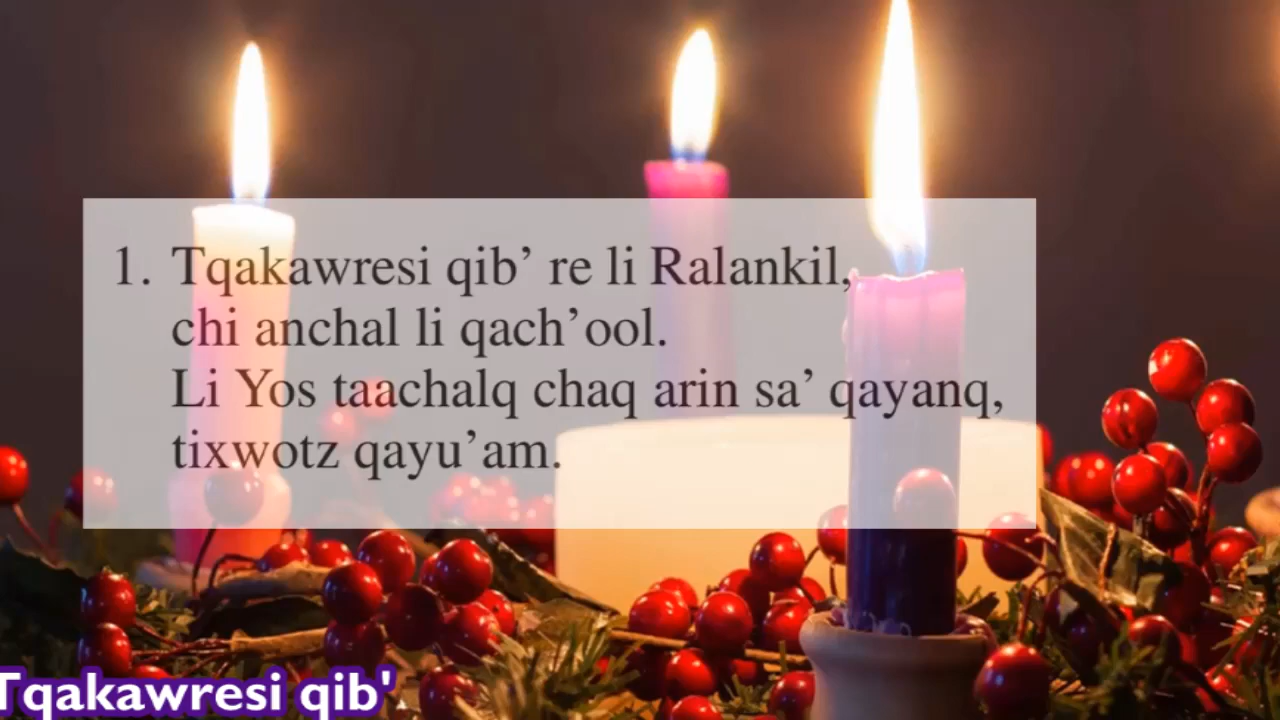 1. Tqakawresi qib’ re li Ralankil,
chi anchal li qach’ool.
Li Yos taachalq chaq arin sa’ qayanq,
tixwotz qayu’am.
Tqakawresi qib'